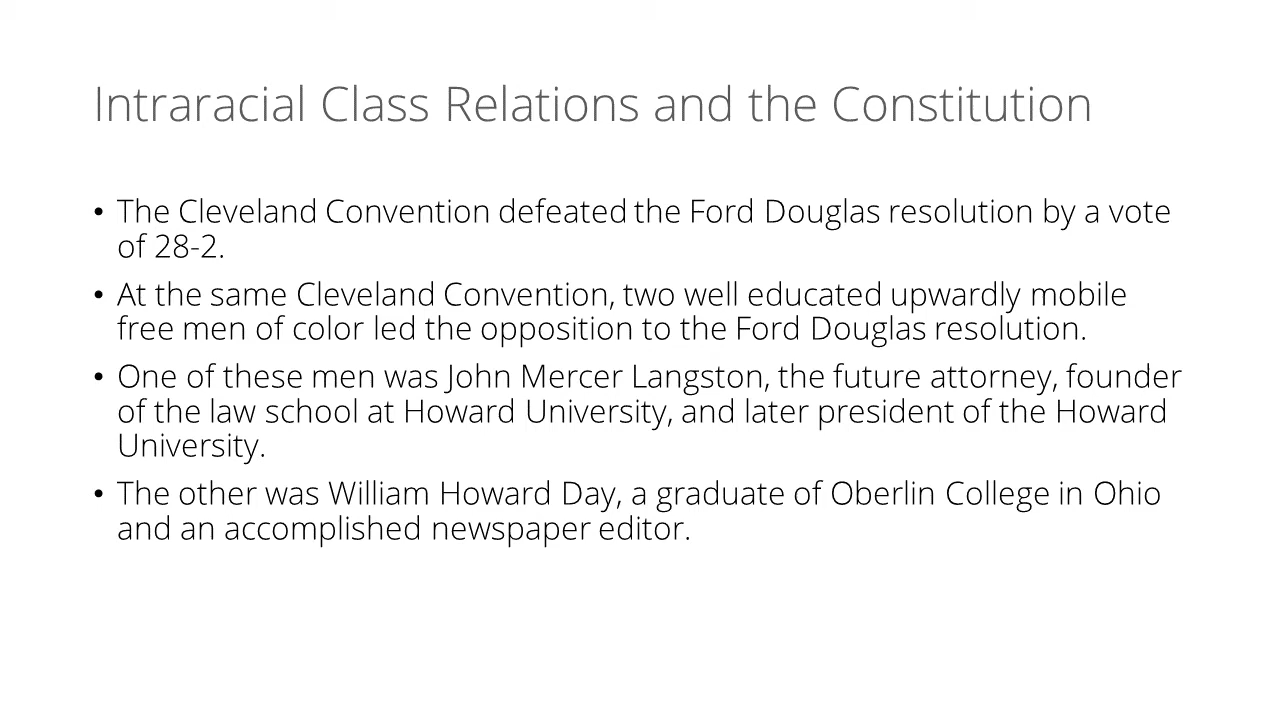 Intraracial Class Relations and the Constitution
• The Cleveland Convention defeated the Ford Douglas resolution by a vote
of 28-2.
• At the same Cleveland Convention, two well educated upwardly mobile
free men of color led the opposition to the Ford Douglas resolution.
• One of these men was John Mercer Langston, the future attorney, founder
of the law school at Howard University, and later president of the Howard
University.
• The other was William Howard Day, a graduate of Oberlin College in Ohio
and an accomplished newspaper editor.